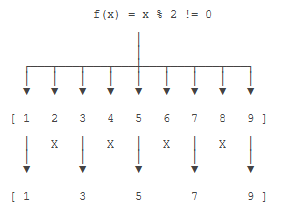 f(x) = x % 2 != 0
[ 1 2 3 4 5 6 7 8 9 ]
X X X X
[ 1 3 5 7 9 ]